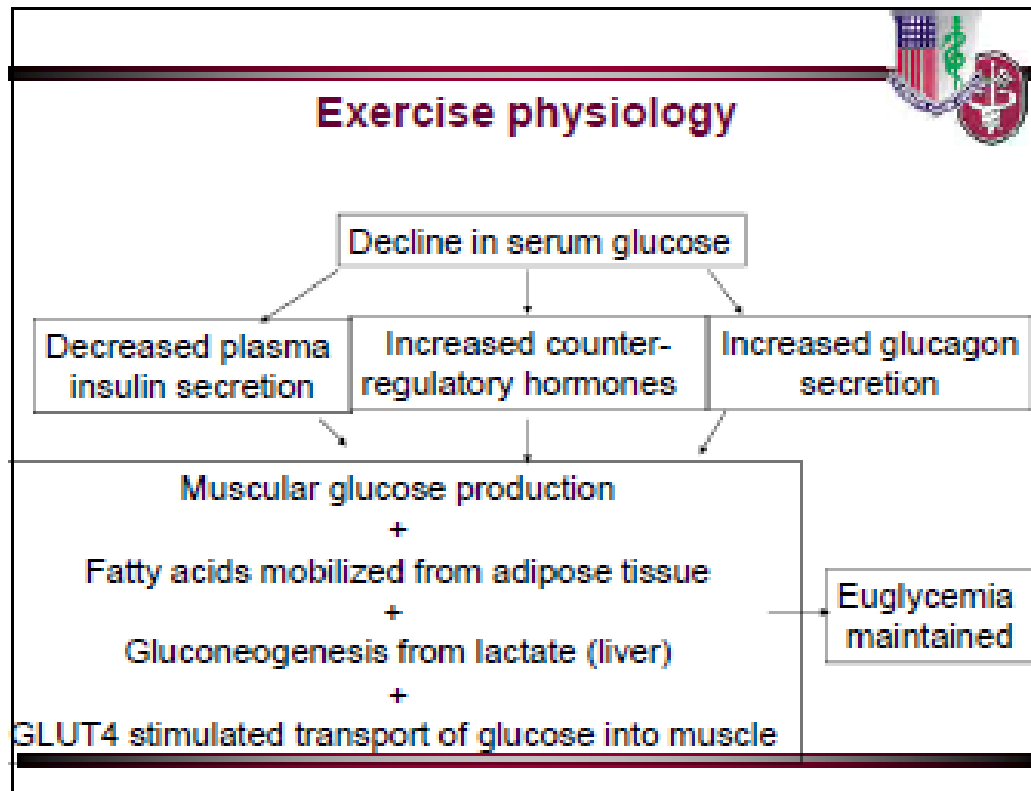 Exercise physiology
Decline in serum glucose
Decreased plasma
insulin secretion
Increased counter-
regulatory hormones
Increased glucagon
secretion
Muscular glucose production
+
Fatty acids mobilized from adipose tissue
+
Gluconeogenesis from lactate (liver)
+
GLUT4 stimulated transport of glucose into muscle
Euglycemia
maintained